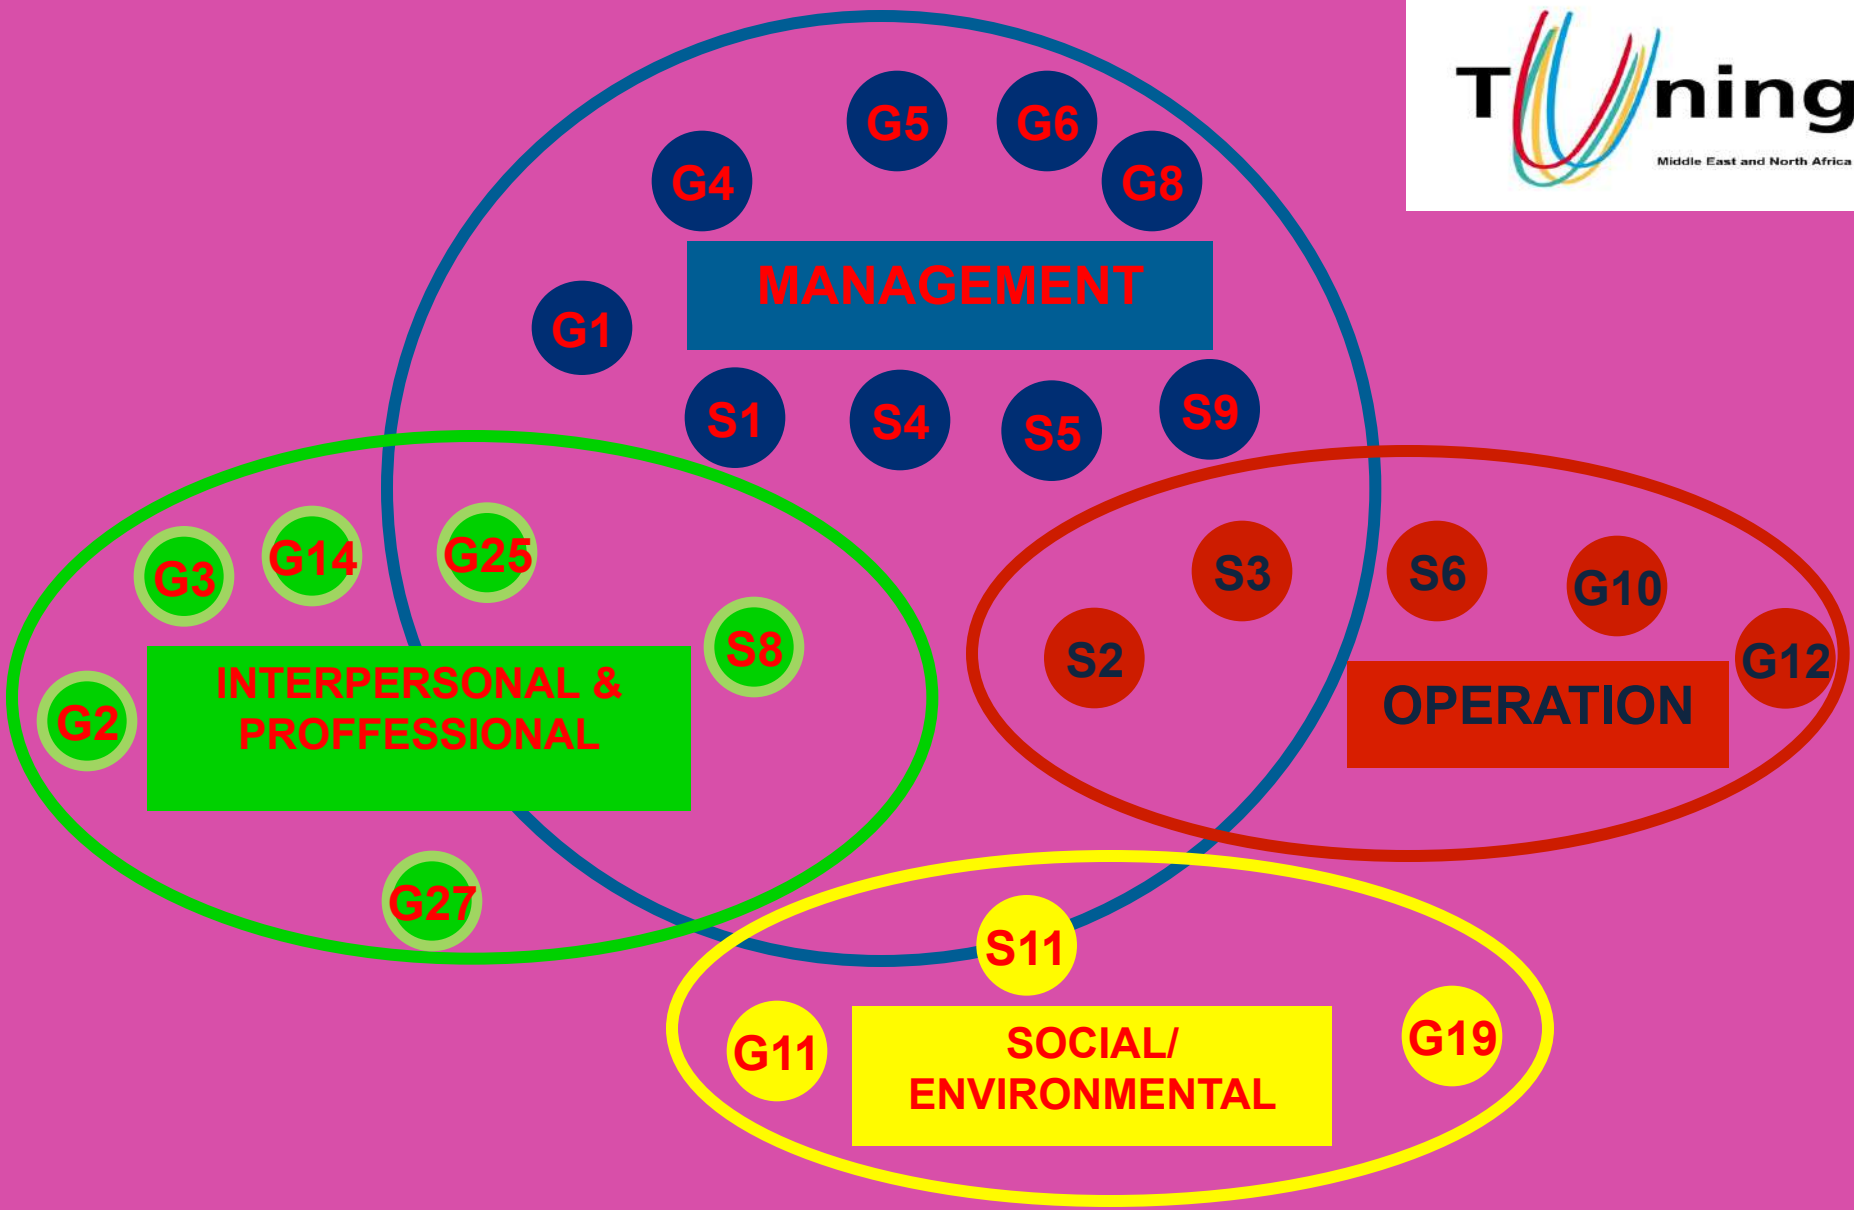 Tuning
Middle East and North Africa
G5
G6
G4
G8
MANAGEMENT
G1
S1
S4
S5
S9
G3
G14
G25
S8
G2
INTERPERSONAL &
PROFFESSIONAL
G27
S3
S6
G10
S2
G12
OPERATION
S11
G11
SOCIAL/
ENVIRONMENTAL
G19